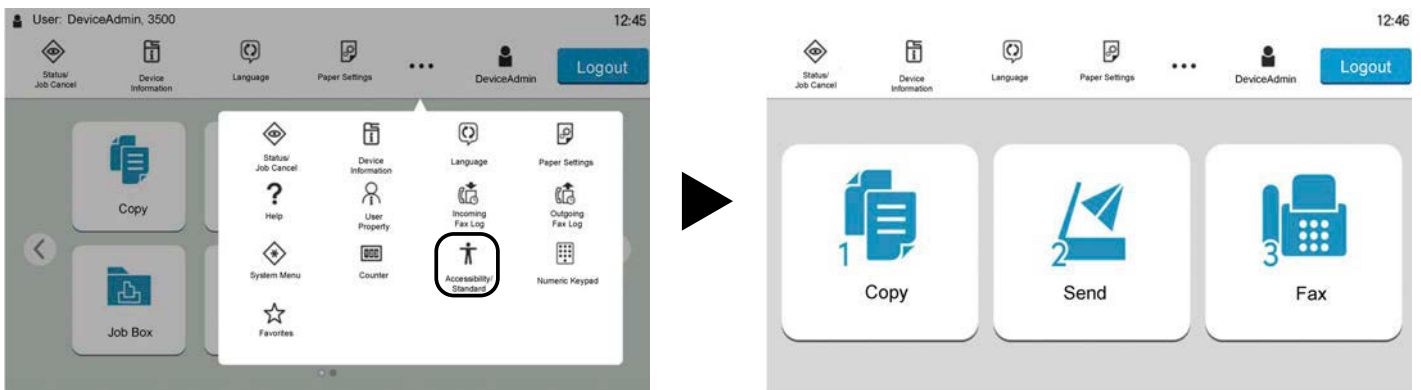 User: DeviceAdmin, 3500
12:45
Status/
Job Cancel
Device
Information
Language
Paper Settings
DeviceAdmin
Logout
Status/
Job Cancel
Device
Information
Language
Paper Settings
Help
User
Property
Incoming
Fax Log
Outgoing
Fax Log
System Menu
Counter
Accessibility/
Standard
Numeric Keypad
Favorites
Copy
Job Box
12:46
Status/
Job Cancel
Device
Information
Language
Paper Settings
DeviceAdmin
Logout
1
Copy
2
Send
3
Fax